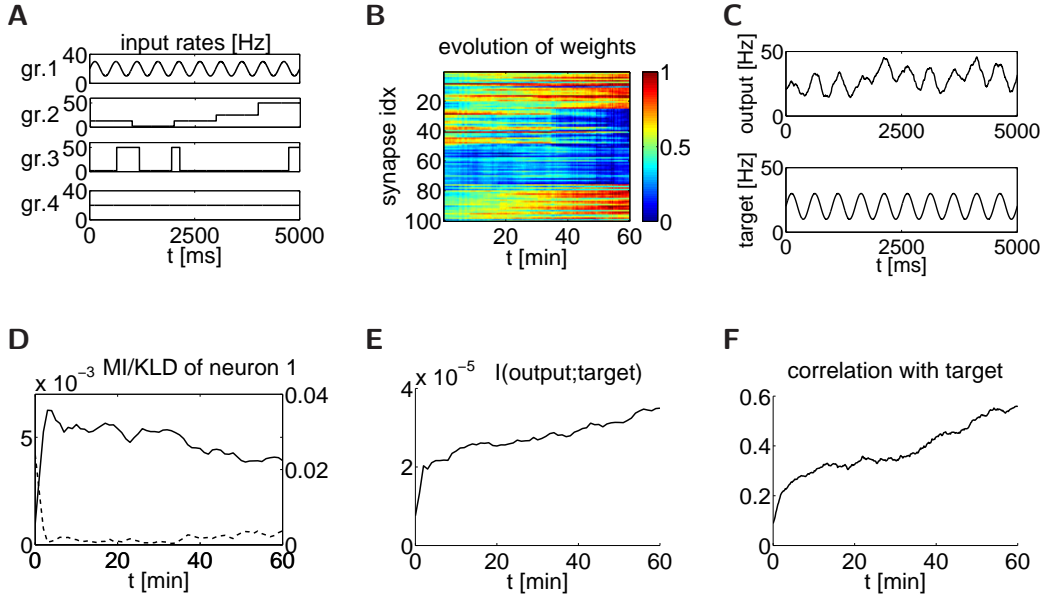 A
input rates [Hz]
gr.1
40
0
gr.2
50
0
gr.3
50
0
gr.4
40
20
0
0 2500 5000
t [ms]
B
evolution of weights
synapse idx
20
40
60
80
100
0 20 40 60
t [min]
1
0.5
0
C
output [Hz]
50
0
0 2500 5000
target [Hz]
50
0
0 2500 5000
t [ms]
D
x 10⁻³ MI/KLD of neuron 1
5
0
0.04
0.02
0
0 20 40 60
t [min]
E
x 10⁻⁵ I(output;target)
4
2
0
0 20 40 60
t [min]
F
correlation with target
0.6
0.4
0.2
0
0 20 40 60
t [min]